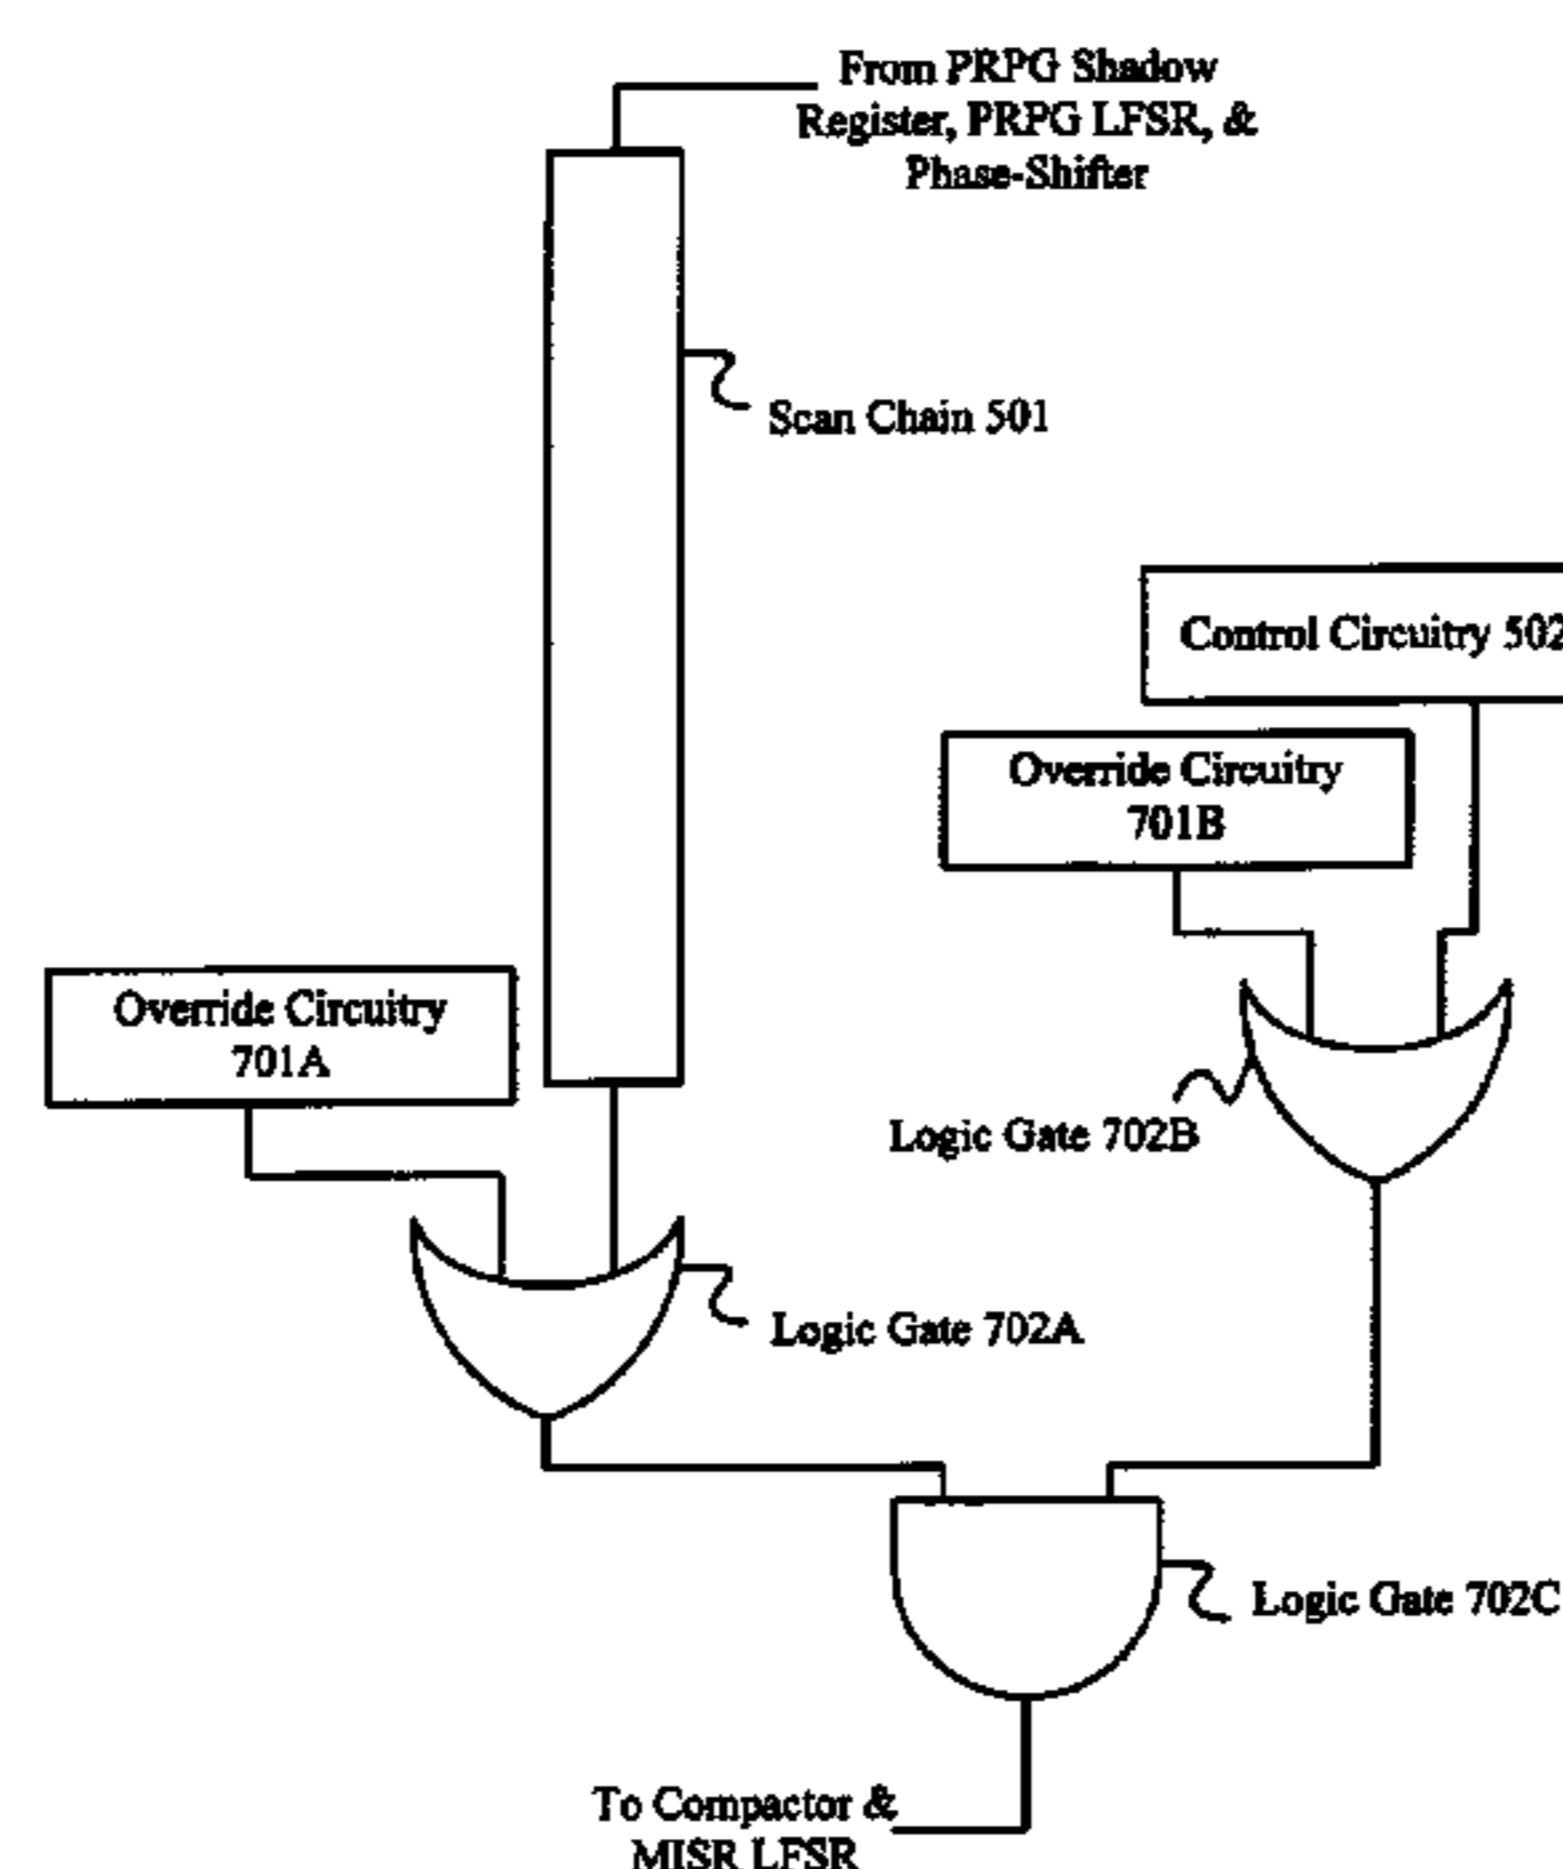 From PRPG Shadow
Register, PRPG LFSR, &
Phase-Shifter
Scan Chain 501
Control Circuitry 502
Override Circuitry
701B
Override Circuitry
701A
Logic Gate 702B
Logic Gate 702A
Logic Gate 702C
To Compactor &
MISR LFSR